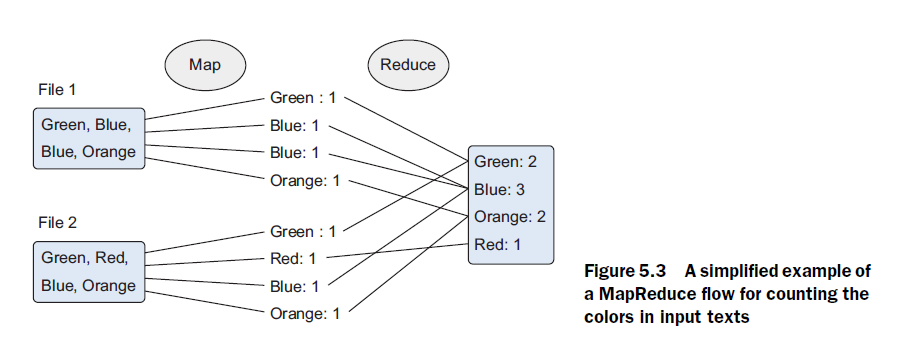 Map
Reduce
File 1
Green, Blue,
Blue, Orange
Green : 1
Blue: 1
Blue: 1
Orange: 1
File 2
Green, Red,
Blue, Orange
Green : 1
Red: 1
Blue: 1
Orange: 1
Green: 2
Blue: 3
Orange: 2
Red: 1
Figure 5.3 A simplified example of
a MapReduce flow for counting the
colors in input texts